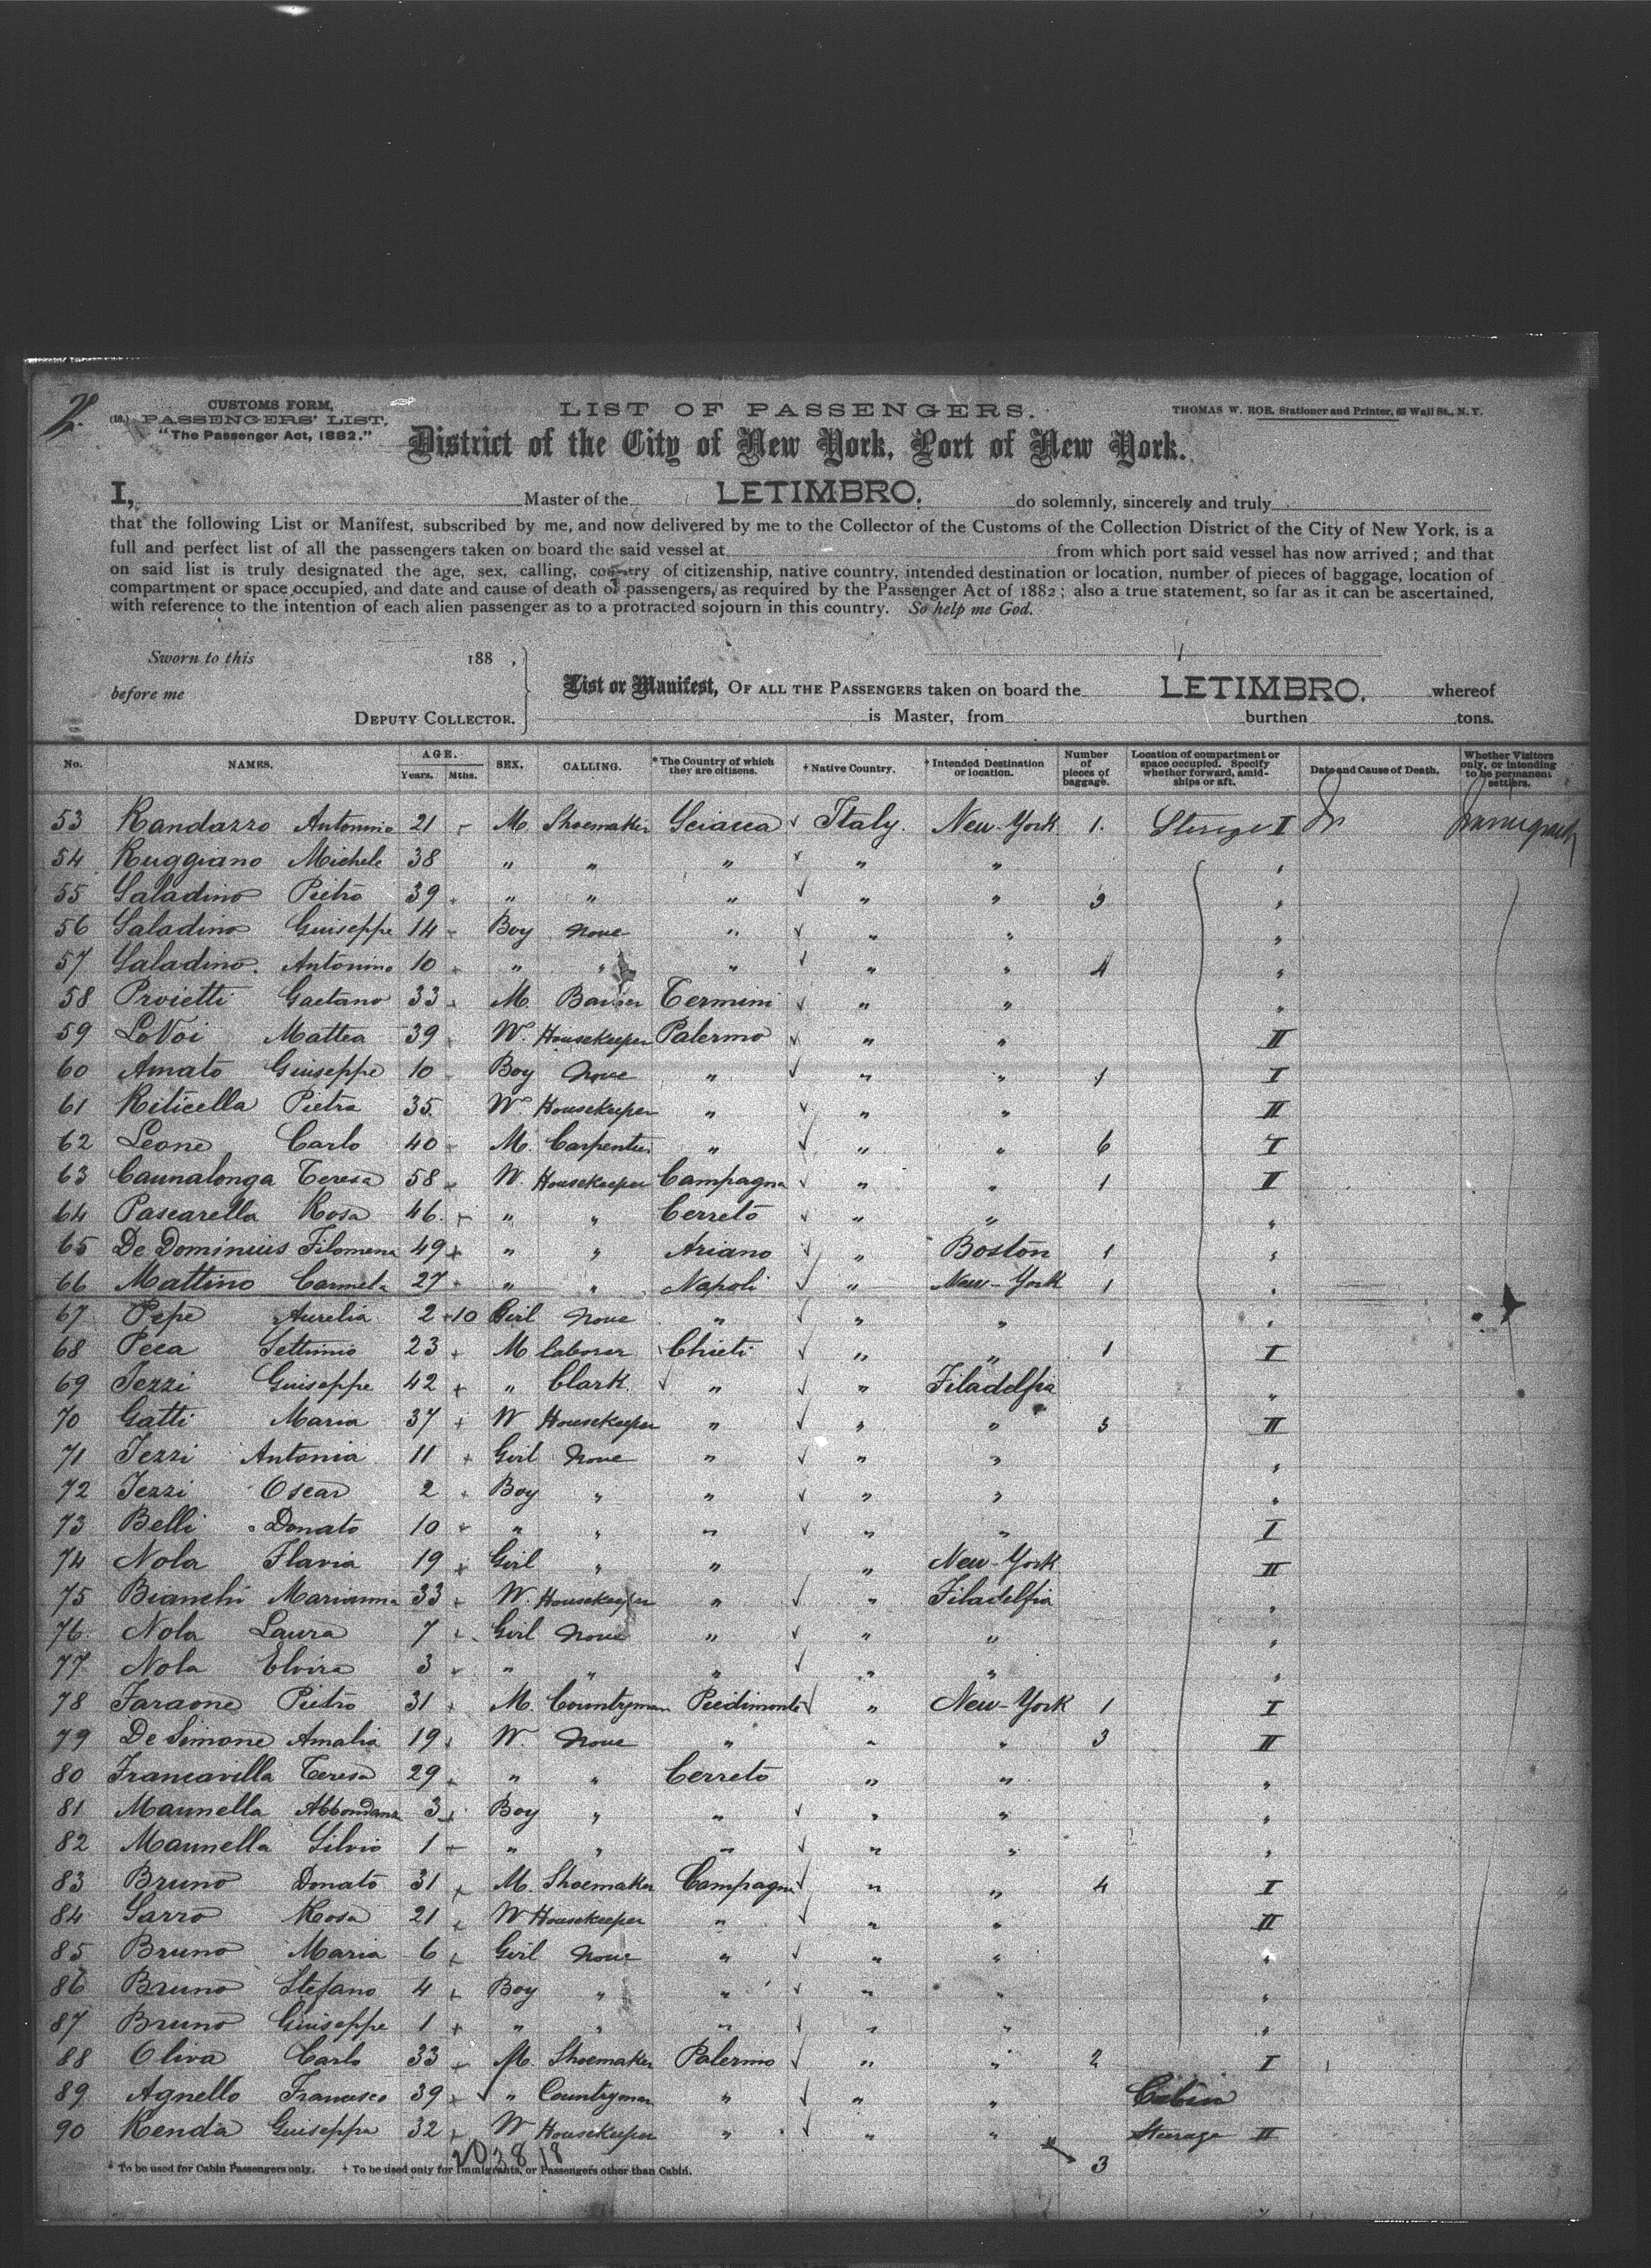 2.
CUSTOMS FORM,
PASSENGERS' LIST.
"The Passenger Act, 1882."
LIST OF PASSENGERS.
THOMAS W. ROE. Stationer and Printer, 63 Wall St., N. Y.
District of the City of New York, Port of New York.
I, Master of the LETIMBRO. do solemnly, sincerely and truly
that the following List or Manifest, subscribed by me, and now delivered by me to the Collector of the Customs of the Collection District of the City of New York, is a
full and perfect list of all the passengers taken on board the said vessel at from which port said vessel has now arrived; and that
on said list is truly designated the age, sex, calling, country of citizenship, native country, intended destination or location, number of pieces of baggage, location of
compartment or space occupied, and date and cause of death of passengers, as required by the Passenger Act of 1882; also a true statement, so far as it can be ascertained,
with reference to the intention of each alien passenger as to a protracted sojourn in this country. So help me God.
Sworn to this 188 .
before me
DEPUTY COLLECTOR.
List or Manifest, OF ALL THE PASSENGERS taken on board the LETIMBRO. whereof
is Master, from burthen tons.
No. NAMES. AGE. Years. Mths. SEX. CALLING. *The Country of which they are citizens. +Native Country. +Intended Destination or location. Number of pieces of baggage. Location of compartment or space occupied. Specify whether forward, amidships or aft. Date and Cause of Death. Whether Visitors only, or intending to be permanent settlers.
53 Randazzo Antonino 21 M. Shoemaker Sciacca Italy. New-York 1. I
54 Ruggiano Michele 38 " " " " " "
55 Saladino Pietro 39 " " " " " 3 "
56 Saladino Guiseppe 14 Boy None " " " "
57 Saladino Antonino 10 " " " " " 4 "
58 Proietti Gaetano 33 M. Termini " " "
59 LoVoi Mattea 39 W. Housekeeper Palermo " " II
60 Amato Giuseppe 10 Boy None " " " 1 I
61 Riticella Pietra 35. W. Housekeeper " " " II
62 Leone Carlo 40 M. Carpenter " " " 6 I
63 Caunalonga Teresa 58 W. Housekeeper Campagna " " 1 II
64 Pascarella Rosa 46. " " Cerreto " " "
65 De Dominicis Filomena 49 " " Ariano " Boston 1 "
66 Mattino Carmela 27 " " Napoli " New-York 1 "
67 Pepe Aurelia 2 10 Girl None " " " "
68 Peca Settimio 23 M. laborer Chieti " " 1 I
69 Iezzi Guiseppe 42 " Clark. " " Filadelfia "
70 Gatti Maria 37 W Housekeeper " " " 3 II
71 Iezzi Antonia 11 Girl None " " " "
72 Iezzi Oscar 2 Boy " " " " "
73 Belli Donato 10 " " " " " I
74 Nola Flavia 19 Girl " " " New-York II
75 Bianchi Marianna 33 W. Housekeeper " " Filadelfia "
76 Nola Laura 7 Girl None " " " "
77 Nola Elvira 3 " " " " " "
78 Faraone Pietro 31 M. Countryman Piedimonte " New-York 1 I
79 De Simone Amalia 19 W. None " " " 3 II
80 Francavilla Teresa 29 " " Cerreto " " "
81 Maunella Abbondanz 3 Boy " " " " "
82 Maunella Silvio 1 " " " " " "
83 Bruno Donato 31 M. Shoemaker Campagna " " 4 I
84 Sarro Rosa 21 W Housekeeper " " " II
85 Bruno Maria 6 Girl None " " " "
86 Bruno Stefano 4 Boy " " " " "
87 Bruno Giuseppe 1 " " " " " "
88 Oliva Carlo 33 M. Shoemaker Palermo " " 2 I
89 Agnello Francesco 39 " Countryman " " " Cabin
90 Renda Guiseppa 32 W Housekeeper " " " Steerage II
3
* To be used for Cabin Passengers only. + To be used only for Immigrants, or Passengers other than Cabin.